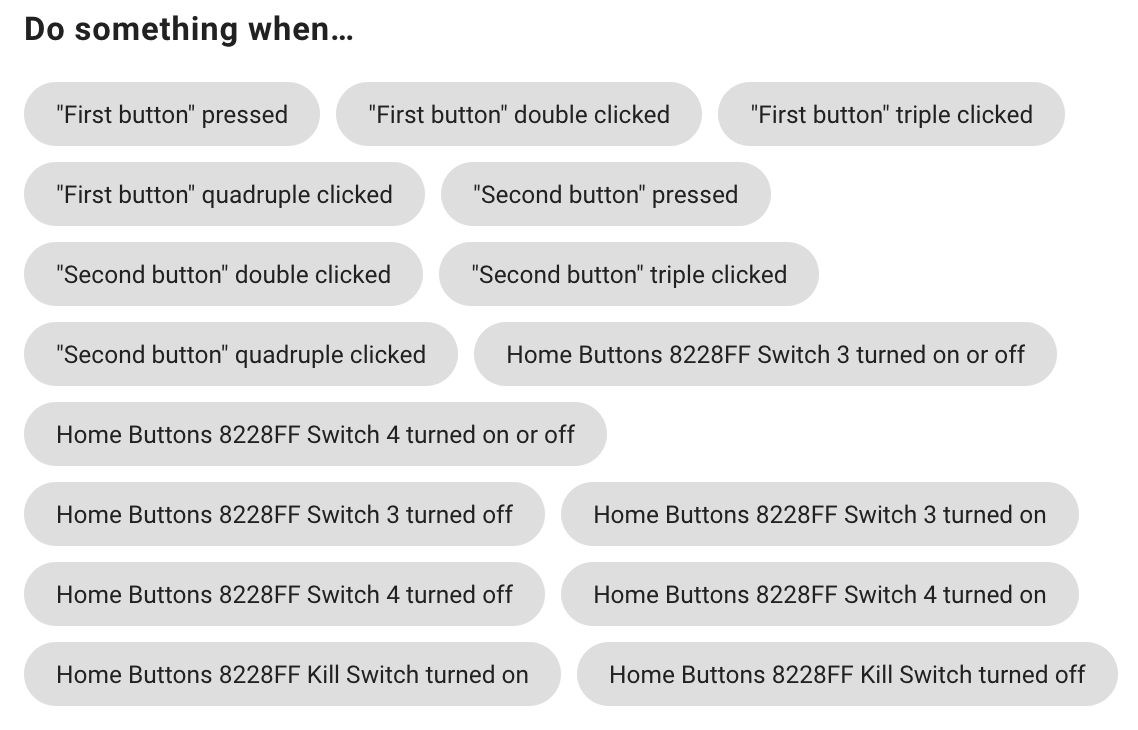 Do something when…
"First button" pressed
"First button" double clicked
"First button" triple clicked
"First button" quadruple clicked
"Second button" pressed
"Second button" double clicked
"Second button" triple clicked
"Second button" quadruple clicked
Home Buttons 8228FF Switch 3 turned on or off
Home Buttons 8228FF Switch 4 turned on or off
Home Buttons 8228FF Switch 3 turned off
Home Buttons 8228FF Switch 3 turned on
Home Buttons 8228FF Switch 4 turned off
Home Buttons 8228FF Switch 4 turned on
Home Buttons 8228FF Kill Switch turned on
Home Buttons 8228FF Kill Switch turned off